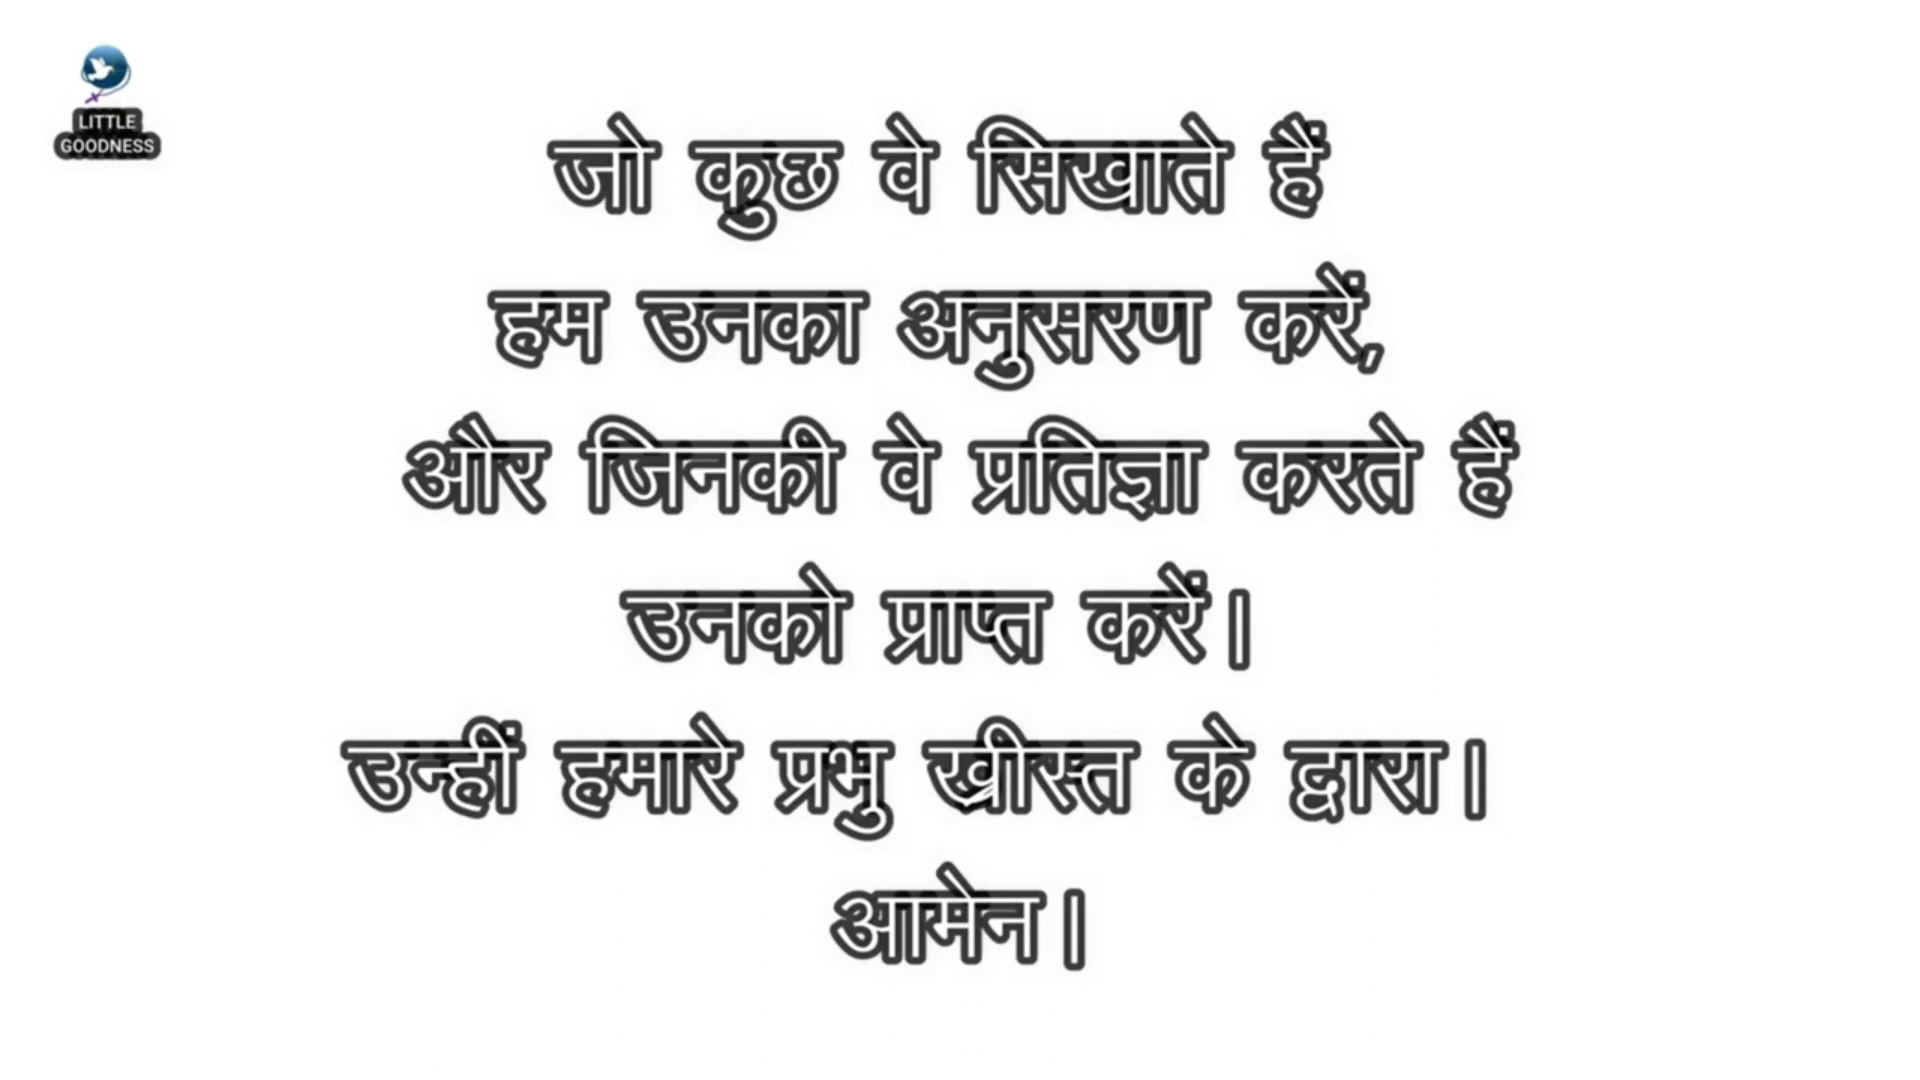 LITTLE
GOODNESS
जो कुछ वे सिखाते हैं
हम उनका अनुसरण करें,
और जिनकी वे प्रतिज्ञा करते हैं
उनको प्राप्त करें।
उन्हीं हमारे प्रभु ख्रीस्त के द्वारा।
आमेन।